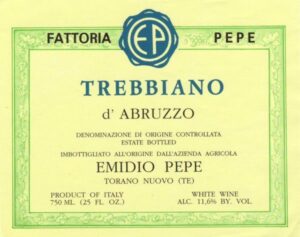 FATTORIA EP PEPE
TREBBIANO
d' ABRUZZO
DENOMINAZIONE DI ORIGINE CONTROLLATA
ESTATE BOTTLED
IMBOTTIGLIATO ALL'ORIGINE DALL'AZIENDA AGRICOLA
EMIDIO PEPE
TORANO NUOVO (TE)
PRODUCT OF ITALY WHITE WINE
750 ML. (25 FL. OZ.) ALC. 11,6% BY. VOL.